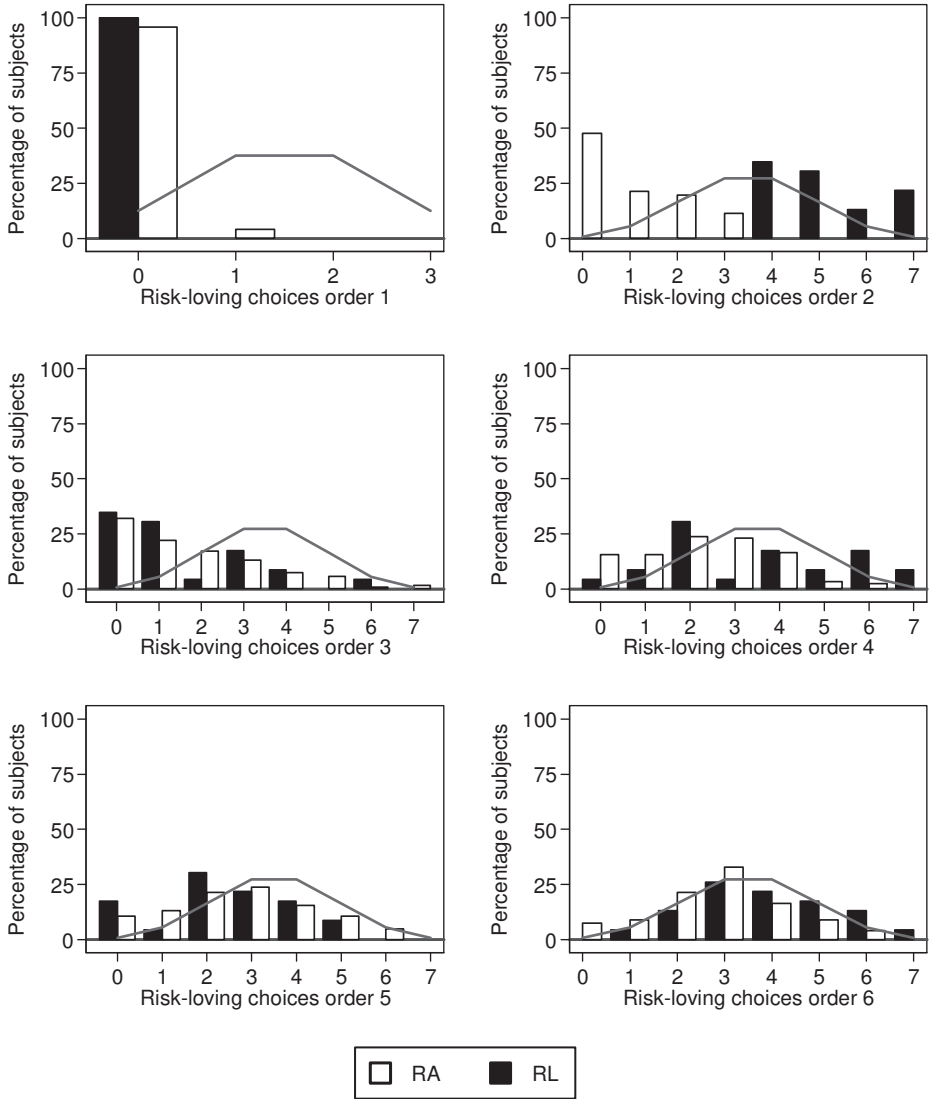 Percentage of subjects
100
75
50
25
0
0 1 2 3
Risk-loving choices order 1
Percentage of subjects
100
75
50
25
0
0 1 2 3 4 5 6 7
Risk-loving choices order 2
Percentage of subjects
100
75
50
25
0
0 1 2 3 4 5 6 7
Risk-loving choices order 3
Percentage of subjects
100
75
50
25
0
0 1 2 3 4 5 6 7
Risk-loving choices order 4
Percentage of subjects
100
75
50
25
0
0 1 2 3 4 5 6 7
Risk-loving choices order 5
Percentage of subjects
100
75
50
25
0
0 1 2 3 4 5 6 7
Risk-loving choices order 6
RA RL